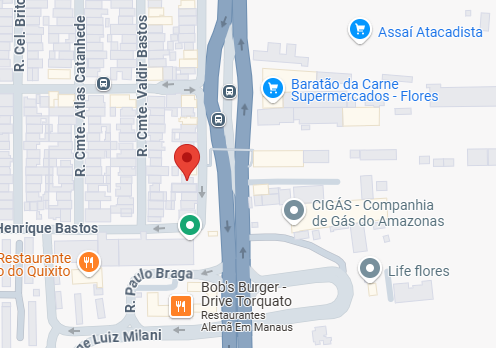 R. Cel. Brito
R. Cmte. Atlas Catanhede
R. Cmte. Valdir Bastos
Assaí Atacadista
Baratão da Carne
Supermercados - Flores
CIGÁS - Companhia
de Gás do Amazonas
Henrique Bastos
Restaurante
o do Quixito
R. Paulo Braga
Life flores
Bob's Burger -
Drive Torquato
Restaurantes
Alemã Em Manaus
ne Luiz Milani